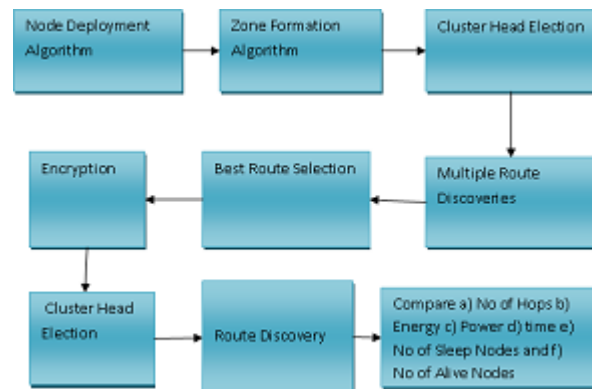 Node Deployment
Algorithm
Zone Formation
Algorithm
Cluster Head Election
Multiple Route
Discoveries
Best Route Selection
Encryption
Cluster Head
Election
Route Discovery
Compare a) No of Hops b)
Energy c) Power d) time e)
No of Sleep Nodes and f)
No of Alive Nodes